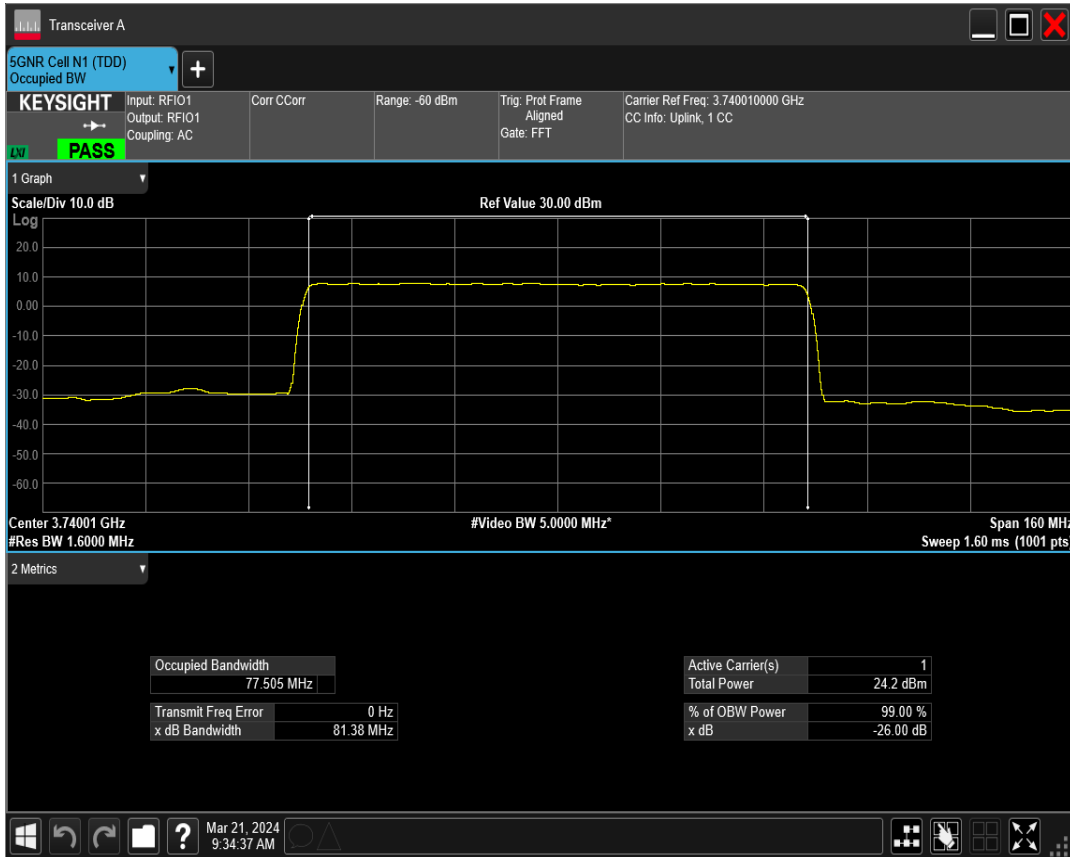 Transceiver A
5GNR Cell N1 (TDD)
Occupied BW
+
KEYSIGHT
LXI
PASS
Input: RFIO1
Output: RFIO1
Coupling: AC
Corr CCorr
Range: -60 dBm
Trig: Prot Frame
Aligned
Gate: FFT
Carrier Ref Freq: 3.740010000 GHz
CC Info: Uplink, 1 CC
1 Graph
Scale/Div 10.0 dB
Ref Value 30.00 dBm
Log
20.0
10.0
0.00
-10.0
-20.0
-30.0
-40.0
-50.0
-60.0
Center 3.74001 GHz
#Video BW 5.0000 MHz*
Span 160 MHz
#Res BW 1.6000 MHz
Sweep 1.60 ms (1001 pts)
2 Metrics
Occupied Bandwidth
77.505 MHz
Transmit Freq Error 0 Hz
x dB Bandwidth 81.38 MHz
Active Carrier(s) 1
Total Power 24.2 dBm
% of OBW Power 99.00 %
x dB -26.00 dB
?
Mar 21, 2024
9:34:37 AM